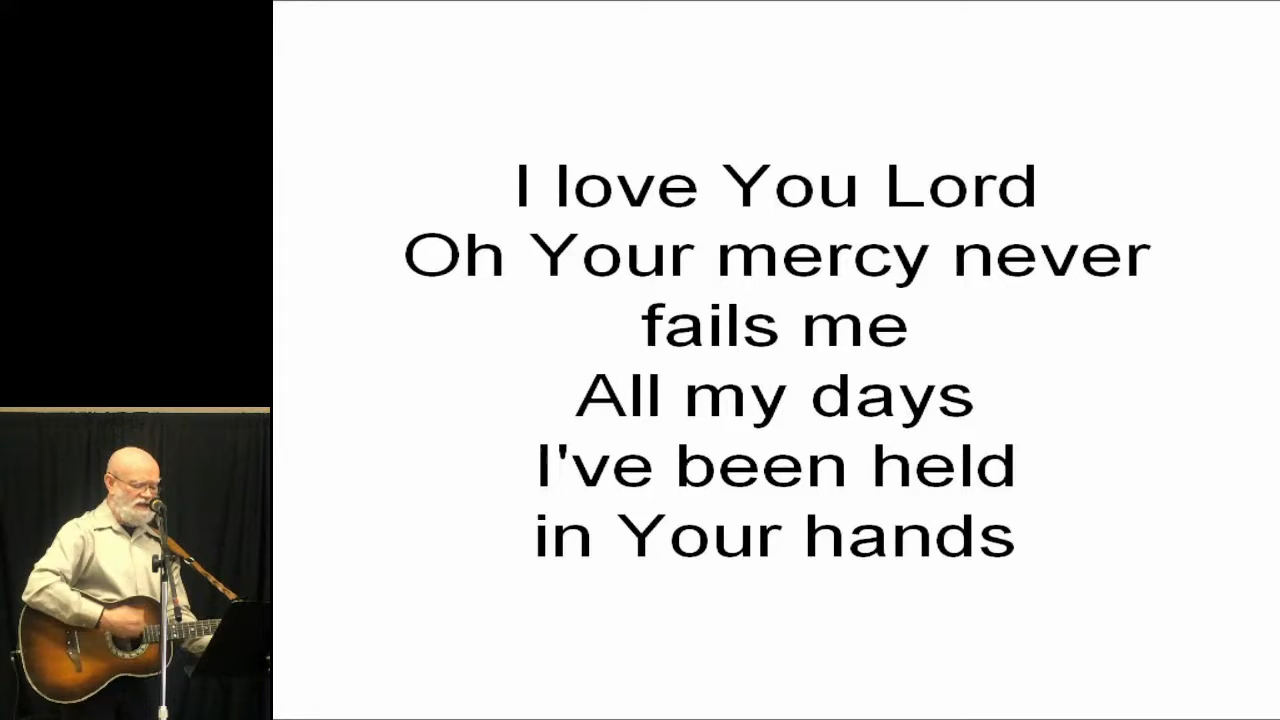 I love You Lord
Oh Your mercy never
fails me
All my days
I've been held
in Your hands